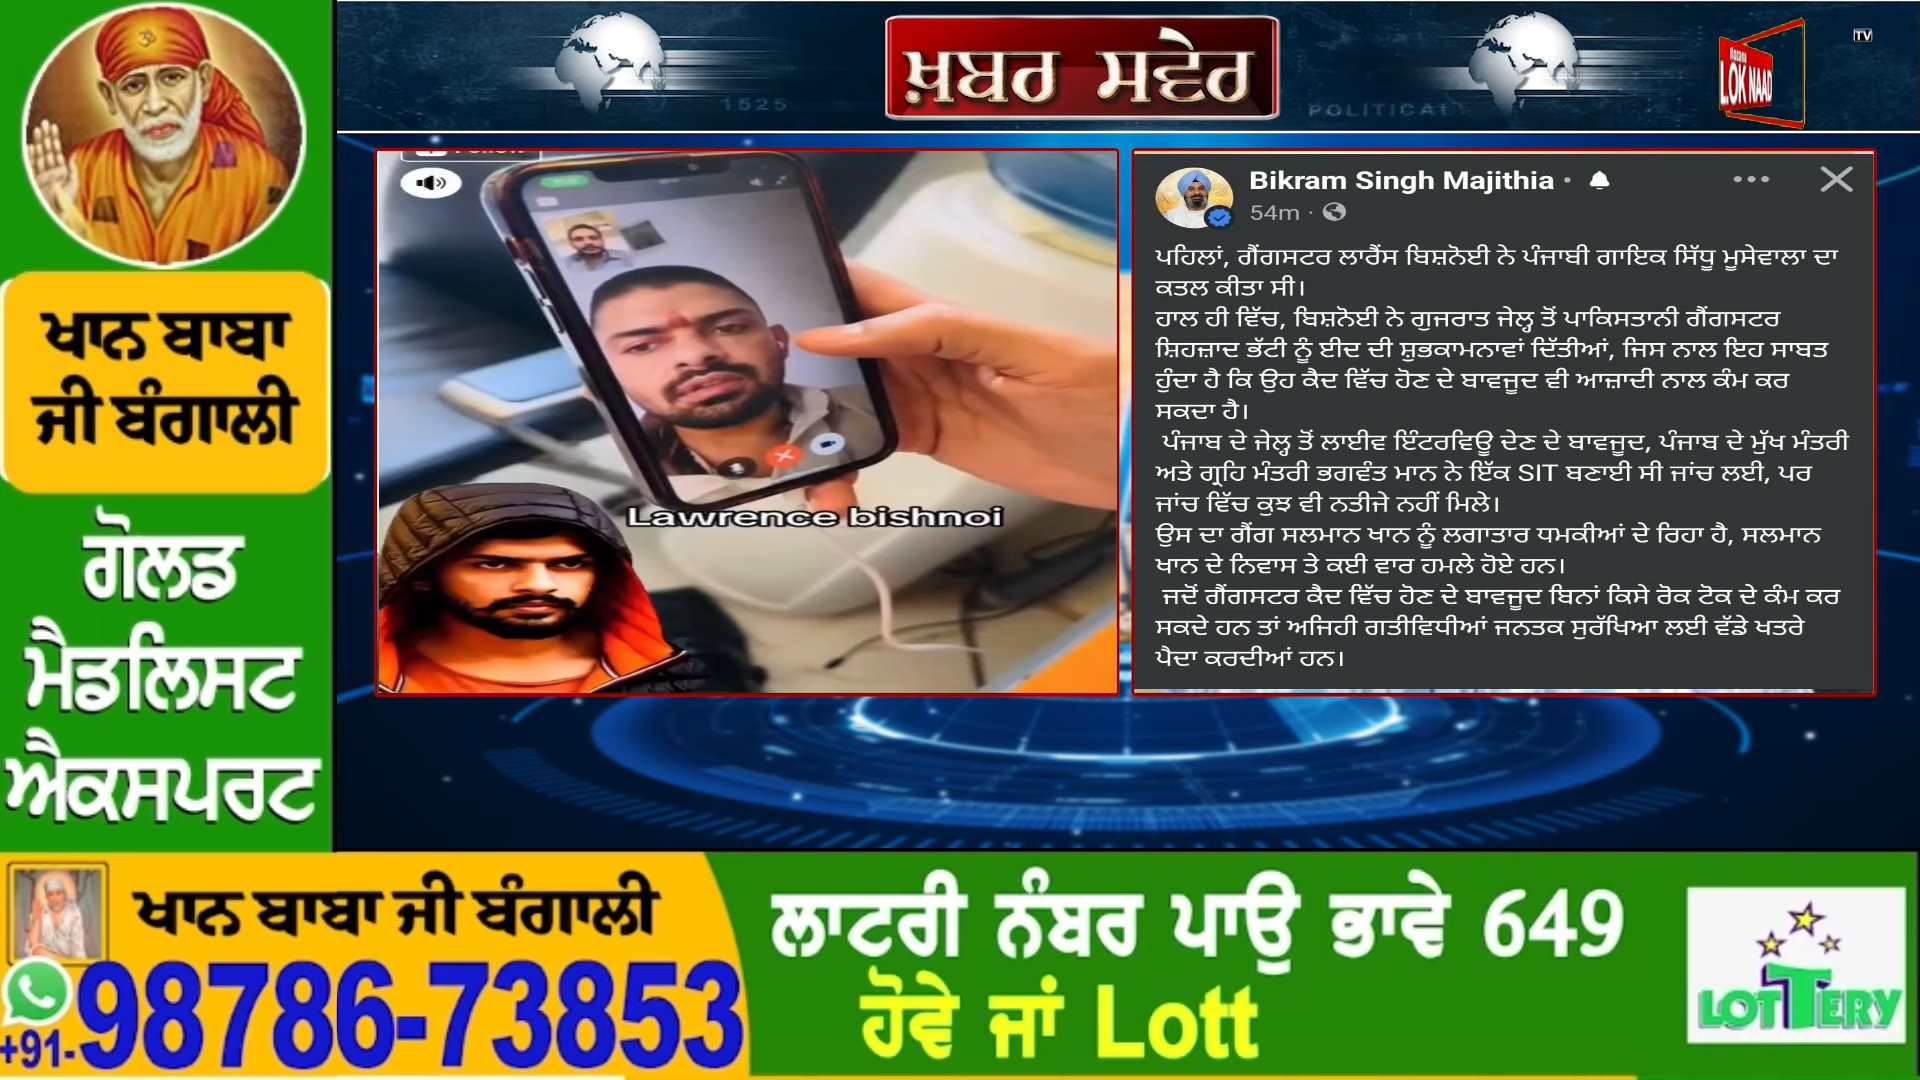 ਖ਼ਬਰ ਸਵੇਰ
1525
POLITICAL
LOK NAAD
TV
ਖਾਨ ਬਾਬਾ
ਜੀ ਬੰਗਾਲੀ
ਗੋਲਡ
ਮੈਡਲਿਸਟ
ਐਕਸਪਰਟ
Lawrence bishnoi
Bikram Singh Majithia
54m
ਪਹਿਲਾਂ, ਗੈਂਗਸਟਰ ਲਾਰੈਂਸ ਬਿਸ਼ਨੋਈ ਨੇ ਪੰਜਾਬੀ ਗਾਇਕ ਸਿੱਧੂ ਮੂਸੇਵਾਲਾ ਦਾ
ਕਤਲ ਕੀਤਾ ਸੀ।
ਹਾਲ ਹੀ ਵਿੱਚ, ਬਿਸ਼ਨੋਈ ਨੇ ਗੁਜਰਾਤ ਜੇਲ੍ਹ ਤੋਂ ਪਾਕਿਸਤਾਨੀ ਗੈਂਗਸਟਰ
ਸ਼ਿਹਜ਼ਾਦ ਭੱਟੀ ਨੂੰ ਈਦ ਦੀ ਸ਼ੁਭਕਾਮਨਾਵਾਂ ਦਿੱਤੀਆਂ, ਜਿਸ ਨਾਲ ਇਹ ਸਾਬਤ
ਹੁੰਦਾ ਹੈ ਕਿ ਉਹ ਕੈਦ ਵਿੱਚ ਹੋਣ ਦੇ ਬਾਵਜੂਦ ਵੀ ਆਜ਼ਾਦੀ ਨਾਲ ਕੰਮ ਕਰ
ਸਕਦਾ ਹੈ।
ਪੰਜਾਬ ਦੇ ਜੇਲ੍ਹ ਤੋਂ ਲਾਈਵ ਇੰਟਰਵਿਊ ਦੇਣ ਦੇ ਬਾਵਜੂਦ, ਪੰਜਾਬ ਦੇ ਮੁੱਖ ਮੰਤਰੀ
ਅਤੇ ਗ੍ਰਹਿ ਮੰਤਰੀ ਭਗਵੰਤ ਮਾਨ ਨੇ ਇੱਕ SIT ਬਣਾਈ ਸੀ ਜਾਂਚ ਲਈ, ਪਰ
ਜਾਂਚ ਵਿੱਚ ਕੁਝ ਵੀ ਨਤੀਜੇ ਨਹੀਂ ਮਿਲੇ।
ਉਸ ਦਾ ਗੈਂਗ ਸਲਮਾਨ ਖਾਨ ਨੂੰ ਲਗਾਤਾਰ ਧਮਕੀਆਂ ਦੇ ਰਿਹਾ ਹੈ, ਸਲਮਾਨ
ਖਾਨ ਦੇ ਨਿਵਾਸ ਤੇ ਕਈ ਵਾਰ ਹਮਲੇ ਹੋਏ ਹਨ।
ਜਦੋਂ ਗੈਂਗਸਟਰ ਕੈਦ ਵਿੱਚ ਹੋਣ ਦੇ ਬਾਵਜੂਦ ਬਿਨਾਂ ਕਿਸੇ ਰੋਕ ਟੋਕ ਦੇ ਕੰਮ ਕਰ
ਸਕਦੇ ਹਨ ਤਾਂ ਅਜਿਹੀ ਗਤੀਵਿਧੀਆਂ ਜਨਤਕ ਸੁਰੱਖਿਆ ਲਈ ਵੱਡੇ ਖਤਰੇ
ਪੈਦਾ ਕਰਦੀਆਂ ਹਨ।
ਖਾਨ ਬਾਬਾ ਜੀ ਬੰਗਾਲੀ
+91-98786-73853
ਲਾਟਰੀ ਨੰਬਰ ਪਾਉ ਭਾਵੇ 649
ਹੋਵੇ ਜਾਂ Lott
LOTTERY